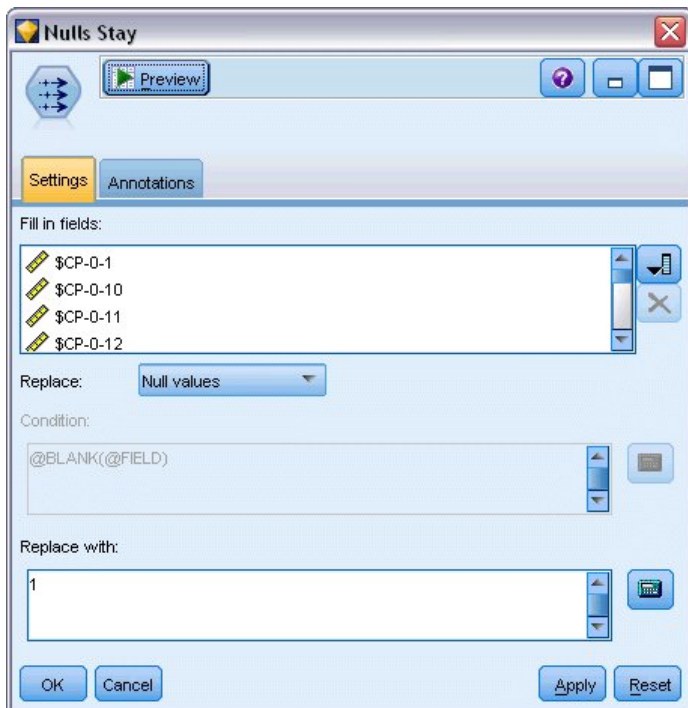 Nulls Stay
Preview
Settings Annotations
Fill in fields:
$CP-0-1
$CP-0-10
$CP-0-11
$CP-0-12
Replace: Null values
Condition:
@BLANK(@FIELD)
Replace with:
1
OK Cancel Apply Reset